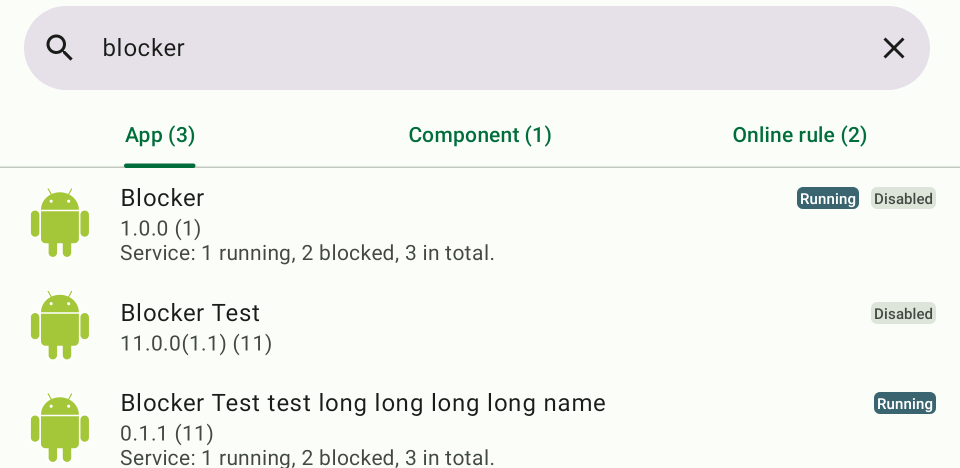 blocker
App (3) Component (1) Online rule (2)
Blocker Running Disabled
1.0.0 (1)
Service: 1 running, 2 blocked, 3 in total.
Blocker Test Disabled
11.0.0(1.1) (11)
Blocker Test test long long long long name Running
0.1.1 (11)
Service: 1 running, 2 blocked, 3 in total.